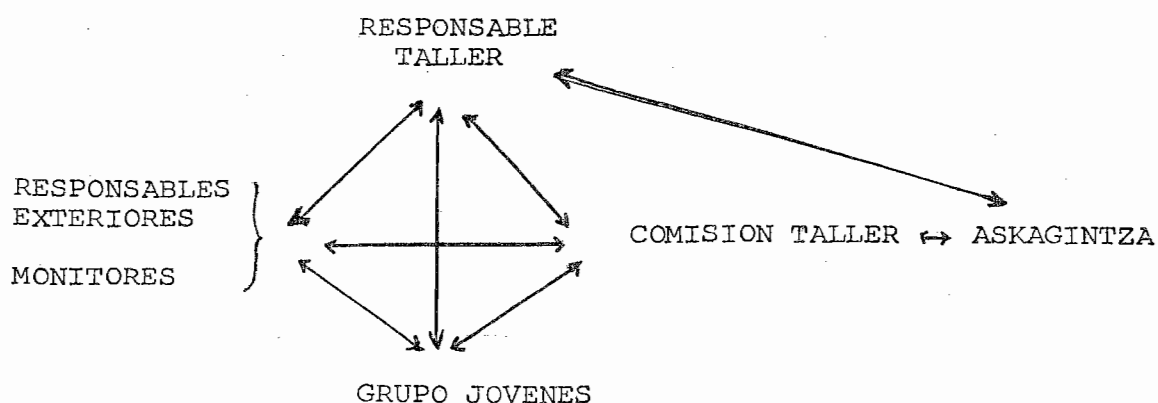 RESPONSABLE
TALLER
RESPONSABLES
EXTERIORES
MONITORES
COMISION TALLER ↔ ASKAGINTZA
GRUPO JOVENES